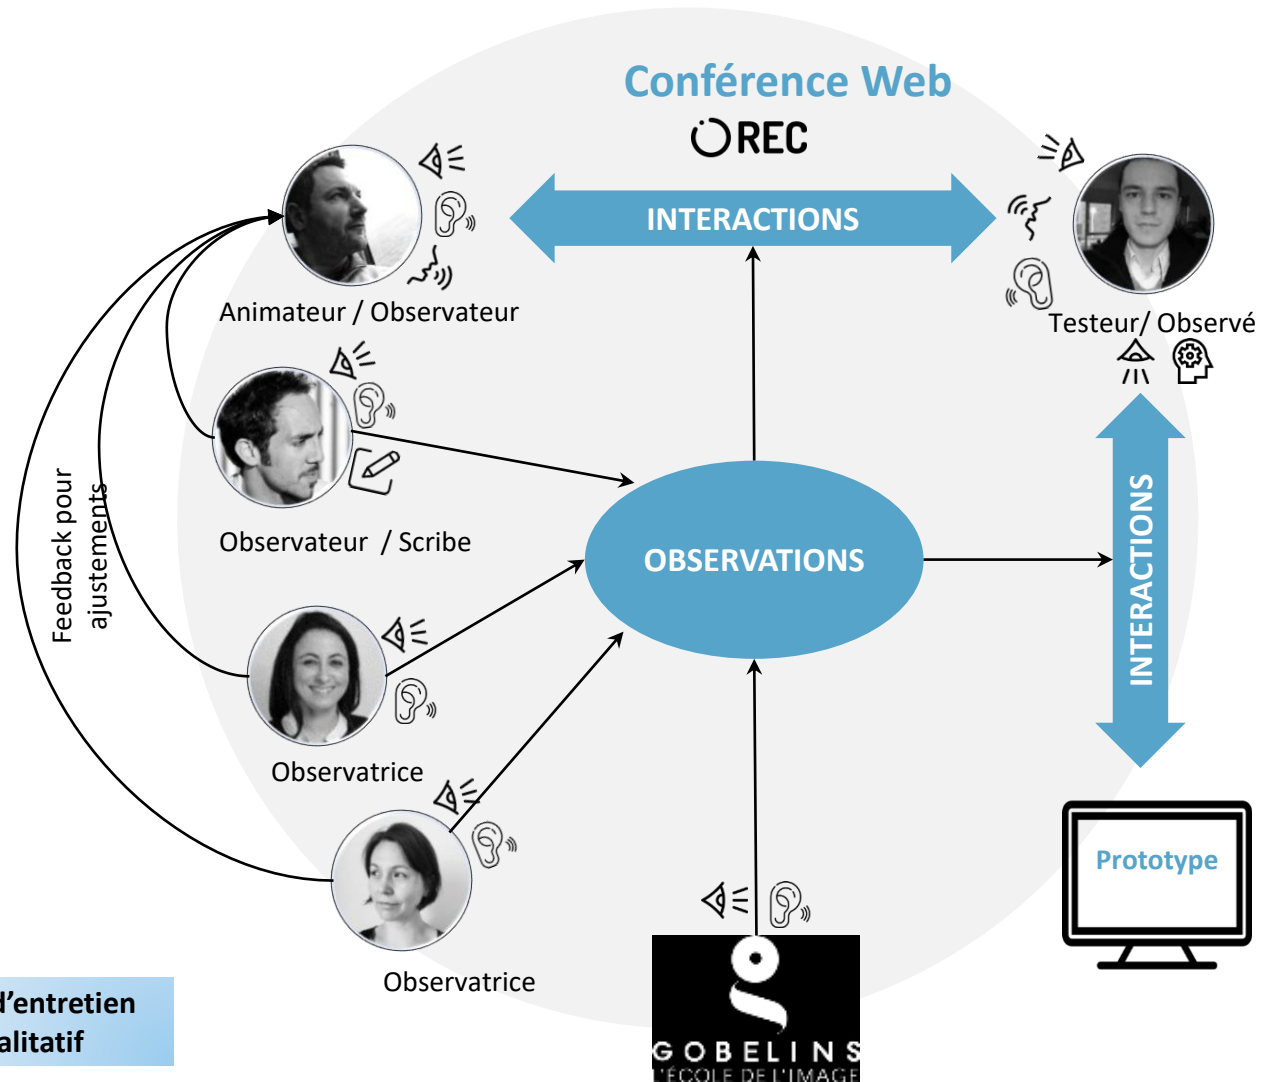 Conférence Web
REC
INTERACTIONS
Animateur / Observateur
Testeur/ Observé
Observateur / Scribe
Feedback pour
ajustements
OBSERVATIONS
INTERACTIONS
Observatrice
Prototype
Observatrice
d'entretien
alitatif
GOBELINS
L'ÉCOLE DE L'IMAGE